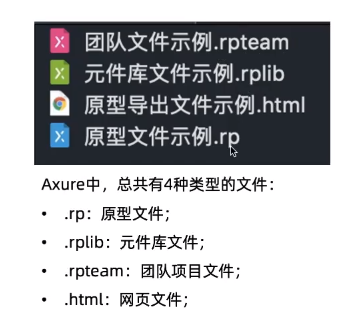 团队文件示例.rpteam
元件库文件示例.rplib
原型导出文件示例.html
原型文件示例.rp
Axure中，总共有4种类型的文件：
• .rp：原型文件；
• .rplib：元件库文件；
• .rpteam：团队项目文件；
• .html：网页文件；